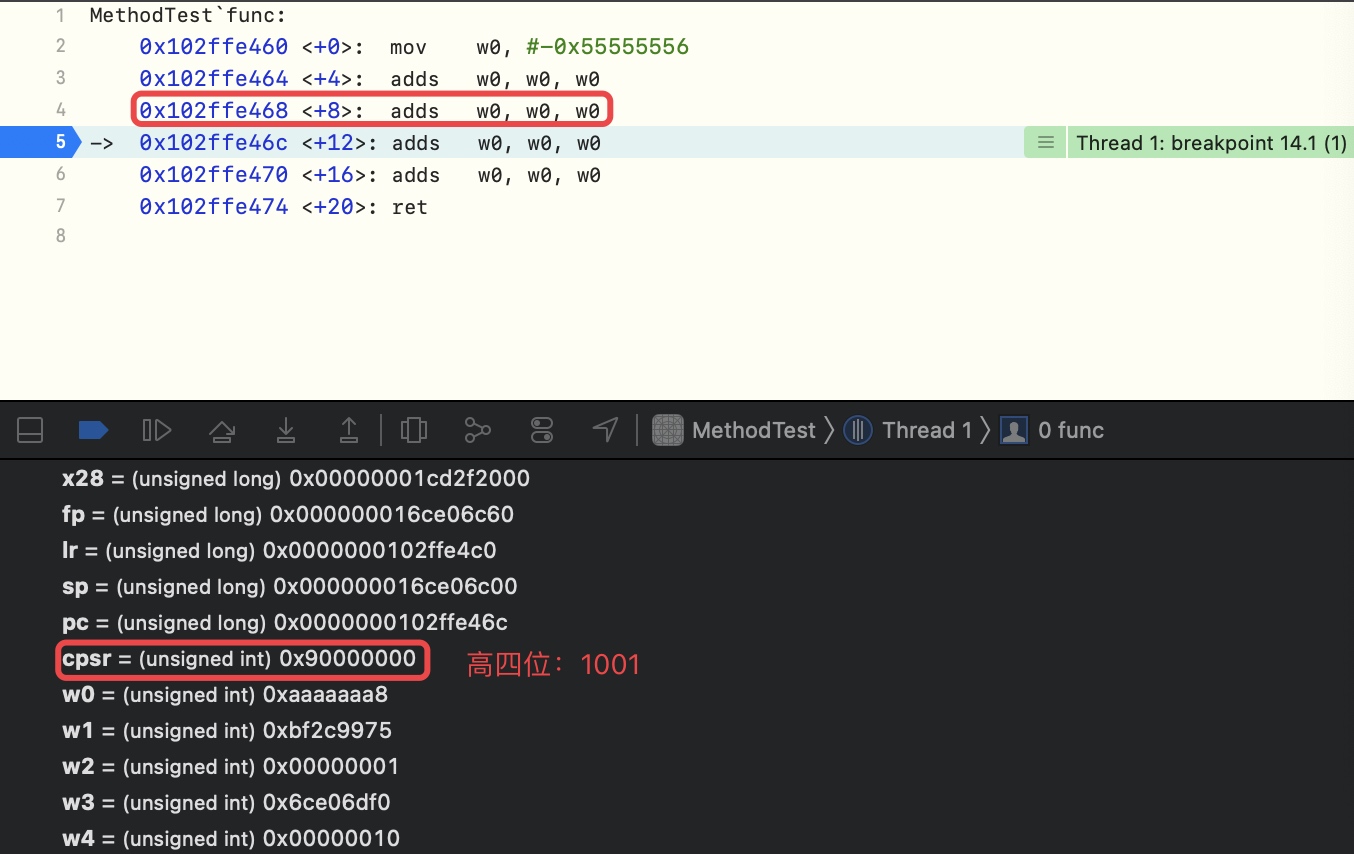 1 MethodTest`func:
2 0x102ffe460 <+0>: mov w0, #-0x55555556
3 0x102ffe464 <+4>: adds w0, w0, w0
4 0x102ffe468 <+8>: adds w0, w0, w0
5 -> 0x102ffe46c <+12>: adds w0, w0, w0 Thread 1: breakpoint 14.1 (1)
6 0x102ffe470 <+16>: adds w0, w0, w0
7 0x102ffe474 <+20>: ret
8
MethodTest Thread 1 0 func
x28 = (unsigned long) 0x00000001cd2f2000
fp = (unsigned long) 0x000000016ce06c60
lr = (unsigned long) 0x0000000102ffe4c0
sp = (unsigned long) 0x000000016ce06c00
pc = (unsigned long) 0x0000000102ffe46c
cpsr = (unsigned int) 0x90000000 高四位：1001
w0 = (unsigned int) 0xaaaaaaa8
w1 = (unsigned int) 0xbf2c9975
w2 = (unsigned int) 0x00000001
w3 = (unsigned int) 0x6ce06df0
w4 = (unsigned int) 0x00000010